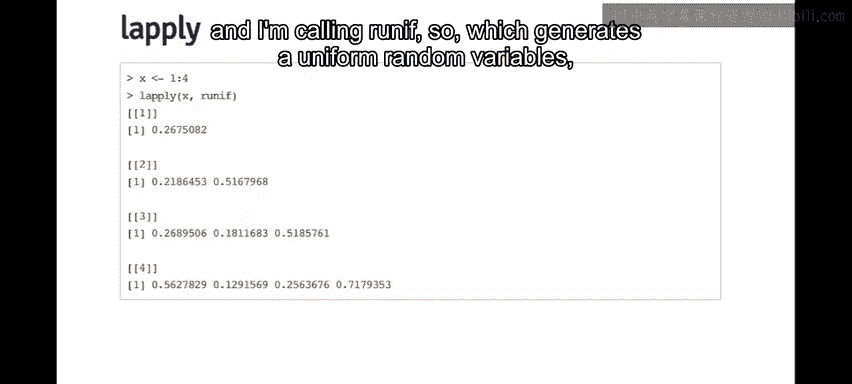 lapply
and I'm calling runif, so, which generates
a uniform random variables,
> x <- 1:4
> lapply(x, runif)
[[1]]
[1] 0.2675082
[[2]]
[1] 0.2186453 0.5167968
[[3]]
[1] 0.2689506 0.1811683 0.5185761
[[4]]
[1] 0.5627829 0.1291569 0.2563676 0.7179353